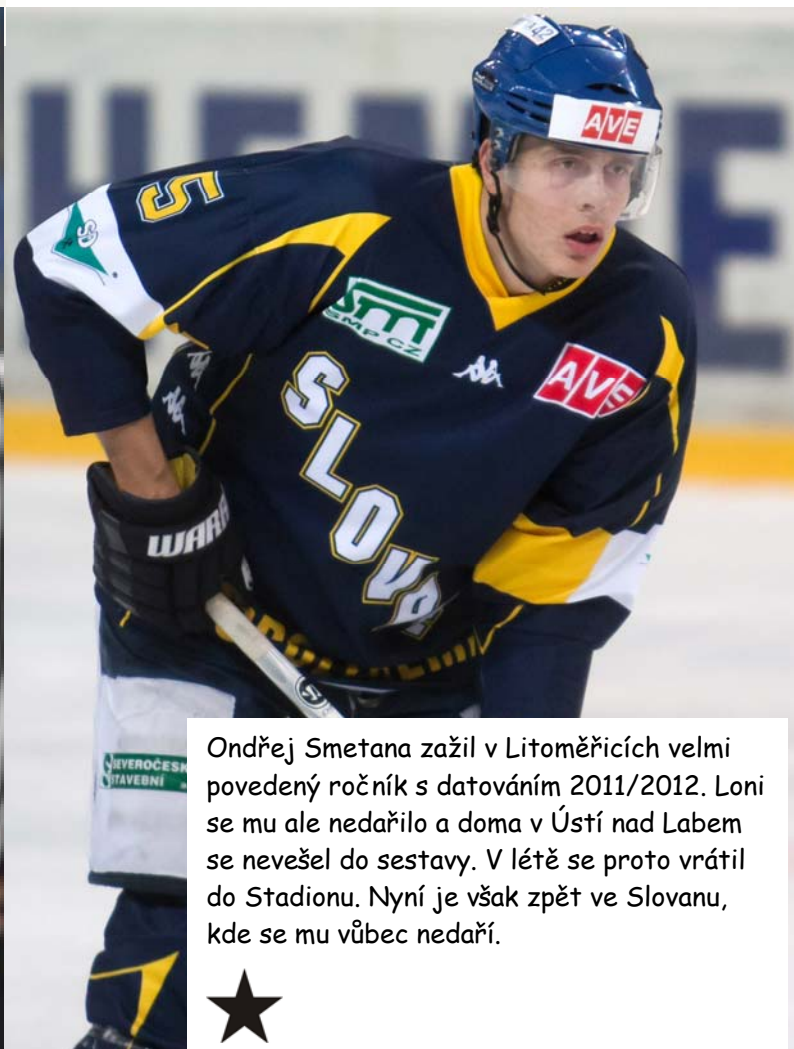 42
AVE
5
SMP CZ
AVE
SLOVA
WARR
SEVEROČESK
STAVEBNÍ
Ondřej Smetana zažil v Litoměřicích velmi
povedený ročník s datováním 2011/2012. Loni
se mu ale nedařilo a doma v Ústí nad Labem
se nevešel do sestavy. V létě se proto vrátil
do Stadionu. Nyní je však zpět ve Slovanu,
kde se mu vůbec nedaří.